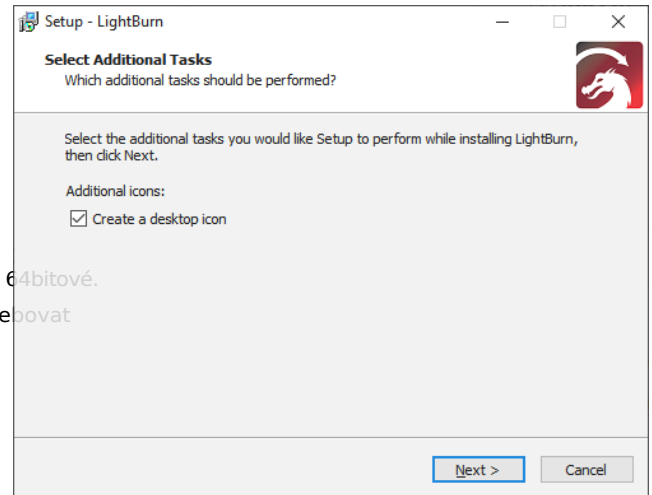 Setup - LightBurn
Select Additional Tasks
Which additional tasks should be performed?
Select the additional tasks you would like Setup to perform while installing LightBurn,
then click Next.
Additional icons:
Create a desktop icon
64bitové.
ebovat
Next >
Cancel